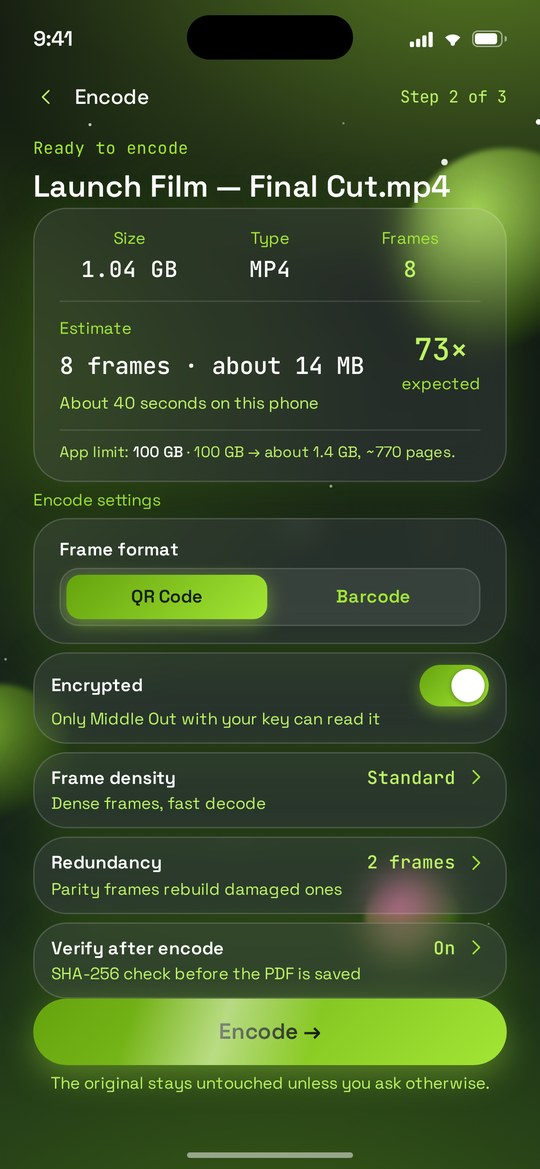 9:41
Encode
Step 2 of 3
Ready to encode
Launch Film — Final Cut.mp4
Size Type Frames
1.04 GB MP4 8
Estimate
8 frames · about 14 MB
73×
expected
About 40 seconds on this phone
App limit: 100 GB · 100 GB → about 1.4 GB, ~770 pages.
Encode settings
Frame format
QR Code Barcode
Encrypted
Only Middle Out with your key can read it
Frame density Standard
Dense frames, fast decode
Redundancy 2 frames
Parity frames rebuild damaged ones
Verify after encode On
SHA-256 check before the PDF is saved
Encode →
The original stays untouched unless you ask otherwise.